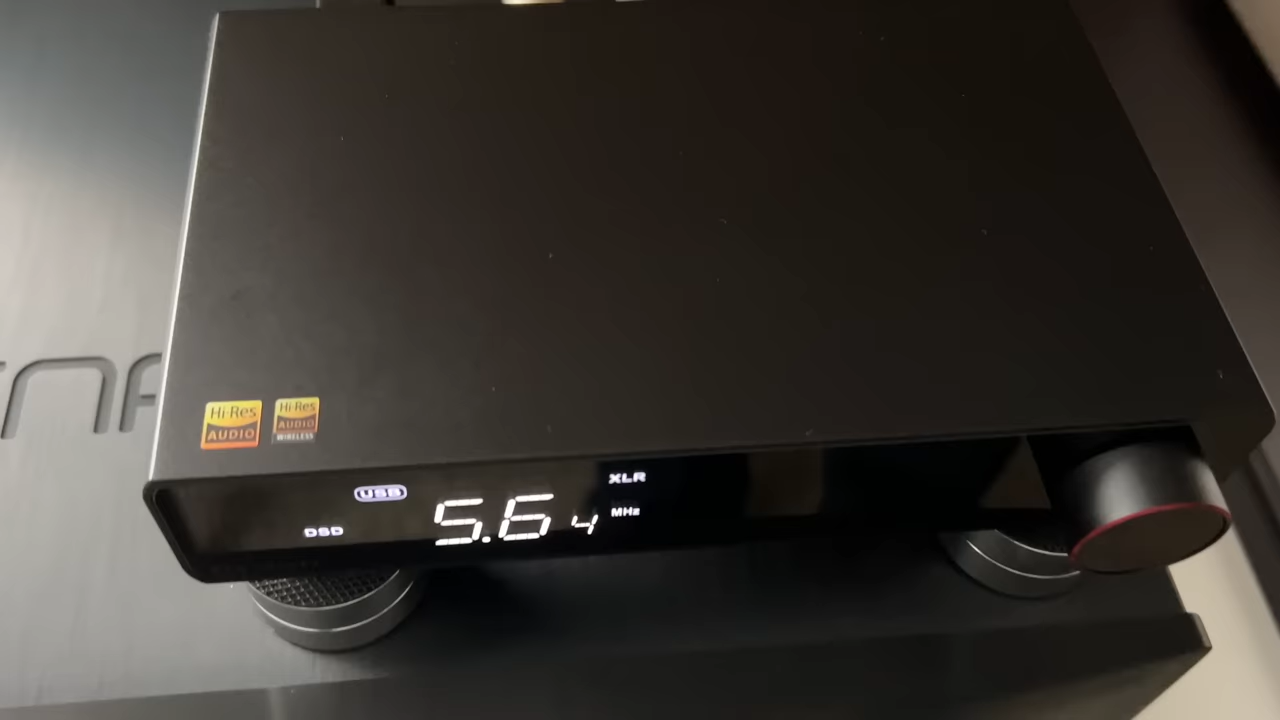 Hi-Res
AUDIO
Hi-Res
AUDIO
WIRELESS
USB
XLR
DSD
5.64
MHz